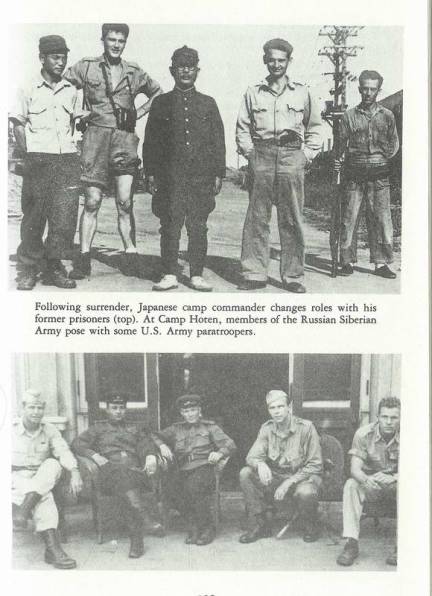 Following surrender, Japanese camp commander changes roles with his
former prisoners (top). At Camp Hoten, members of the Russian Siberian
Army pose with some U.S. Army paratroopers.